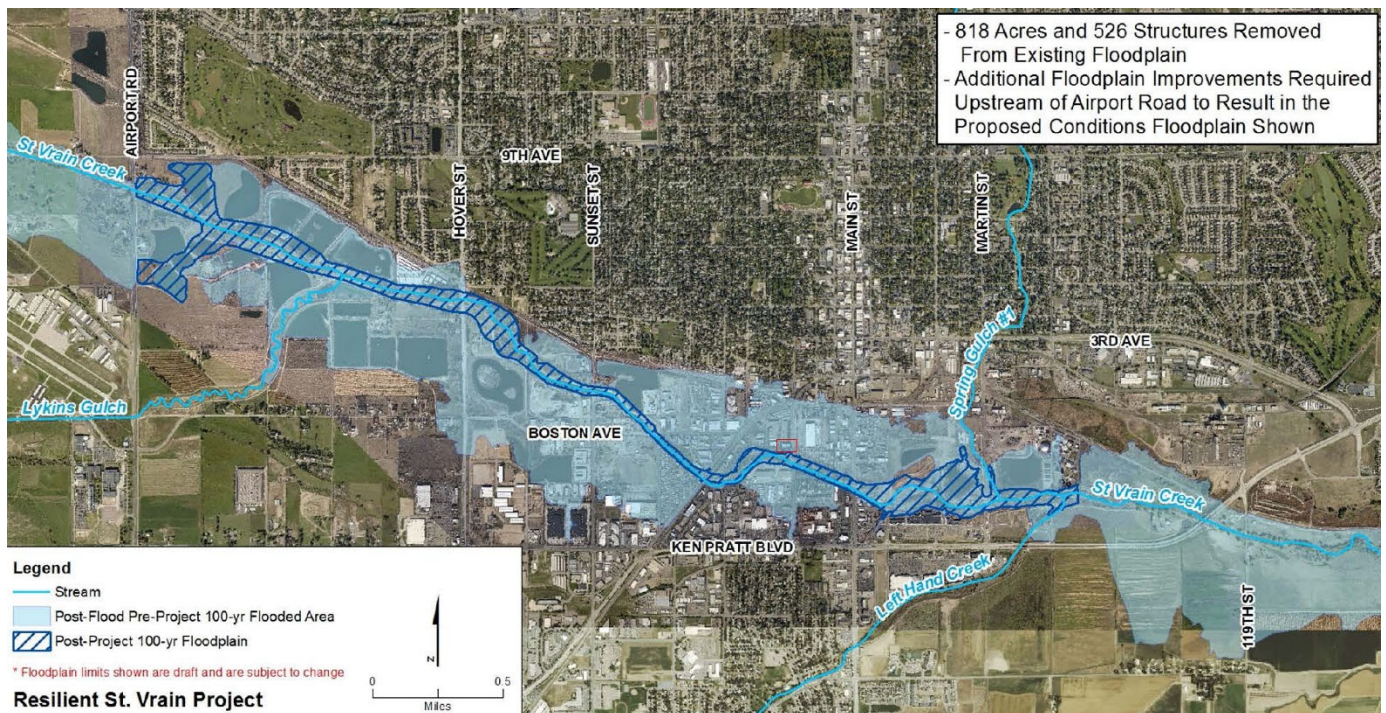 - 818 Acres and 526 Structures Removed
From Existing Floodplain
- Additional Floodplain Improvements Required
Upstream of Airport Road to Result in the
Proposed Conditions Floodplain Shown
AIRPORT RD
St Vrain Creek
9TH AVE
HOVER ST
SUNSET ST
MAIN ST
MARTIN ST
Spring Gulch #1
3RD AVE
Lykins Gulch
BOSTON AVE
St Vrain Creek
KEN PRATT BLVD
Left Hand Creek
119TH ST
Legend
Stream
Post-Flood Pre-Project 100-yr Flooded Area
Post-Project 100-yr Floodplain
* Floodplain limits shown are draft and are subject to change
Resilient St. Vrain Project
N
0 0.5
Miles